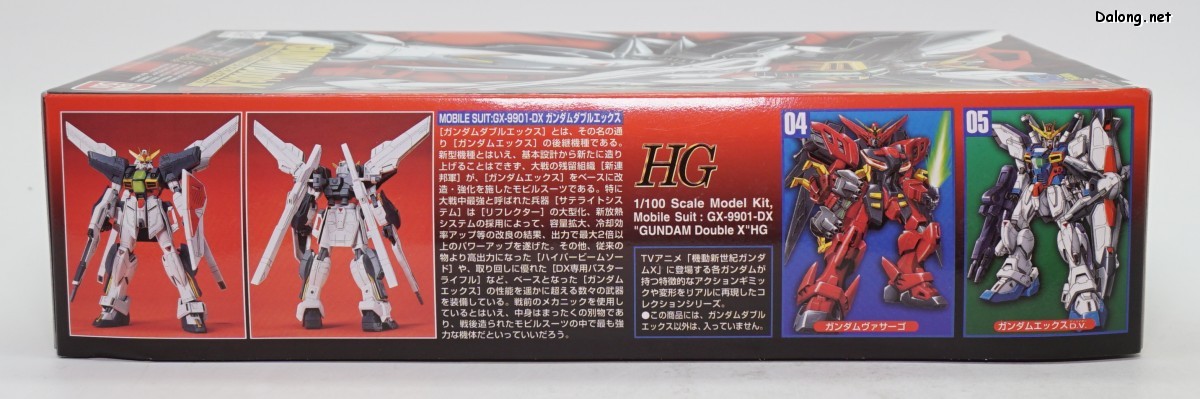 Dalong.net
MOBILE SUIT:GX-9901-DX ガンダムダブルエックス
[ガンダムダブルエックス]とは、その名の通
り[ガンダムエックス]の後継機種である。
新型機種とはいえ、基本設計から新たに造り
上げることはできず、大戦の残留組織[新連
邦軍]が、[ガンダムエックス]をベースに改
造・強化を施したモビルスーツである。特に
大戦中最強と呼ばれた兵器[サテライトシス
テム]は[リフレクター]の大型化、新放熱
システムの採用によって、容量拡大、冷却効
率アップ等の改良の結果、出力で最大2倍以
上のパワーアップを遂げた。その他、従来の
物より高出力になった[ハイパービームソー
ド]や、取り回しに優れた[DX専用バスター
ライフル]など、ベースとなった[ガンダム
エックス]の性能を遥かに超える数々の武器
を装備している。戦前のメカニックを使用し
ているとはいえ、中身はまったくの別物であ
り、戦後造られたモビルスーツの中で最も強
力な機体だといっていいだろう。
HG
1/100 Scale Model Kit,
Mobile Suit : GX-9901-DX
"GUNDAM Double X"HG
TVアニメ「機動新世紀ガンダ
ムX」に登場する各ガンダムが
持つ特徴的なアクションギミック
や変形をリアルに再現したコ
レクションシリーズ。
●この商品には、ガンダムダブル
エックス以外は、入っていません。
04
ガンダムヴァサーゴ
05
ガンダムエックスD.V.